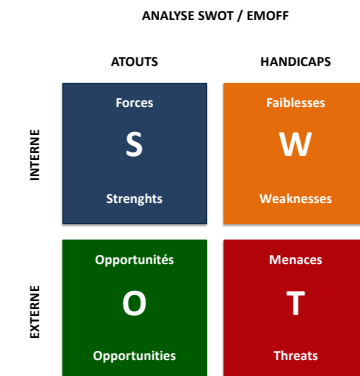 ANALYSE SWOT / EMOFF
ATOUTS
HANDICAPS
INTERNE
Forces
S
Strenghts
Faiblesses
W
Weaknesses
EXTERNE
Opportunités
O
Opportunities
Menaces
T
Threats